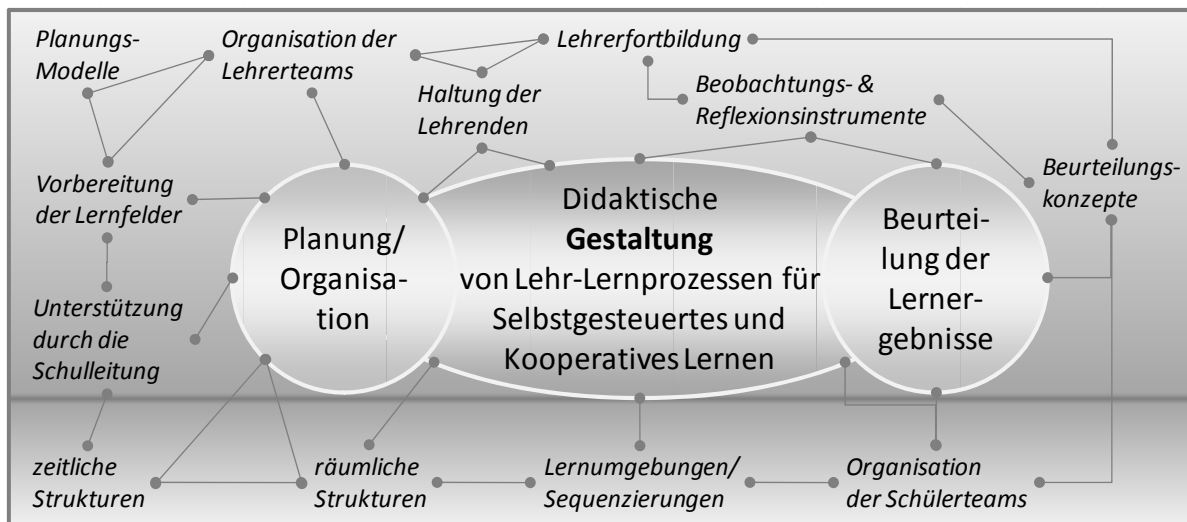 Planungs-
Modelle
Organisation der
Lehrerteams
Lehrerfortbildung
Haltung der
Lehrenden
Beobachtungs- &
Reflexionsinstrumente
Vorbereitung
der Lernfelder
Beurteilungs-
konzepte
Planung/
Organisa-
tion
Didaktische
Gestaltung
von Lehr-Lernprozessen für
Selbstgesteuertes und
Kooperatives Lernen
Beurtei-
lung der
Lerner-
gebnisse
Unterstützung
durch die
Schulleitung
zeitliche
Strukturen
räumliche
Strukturen
Lernumgebungen/
Sequenzierungen
Organisation
der Schülerteams